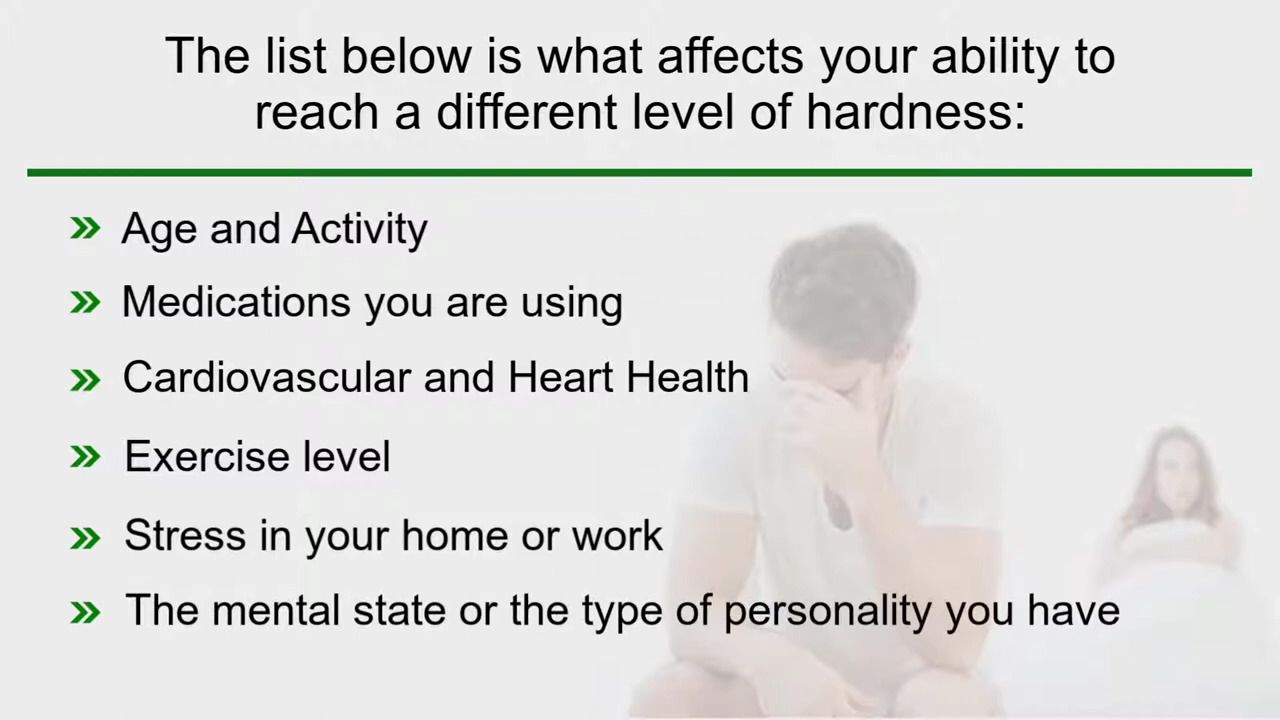 The list below is what affects your ability to
reach a different level of hardness:
Age and Activity
Medications you are using
Cardiovascular and Heart Health
Exercise level
Stress in your home or work
The mental state or the type of personality you have